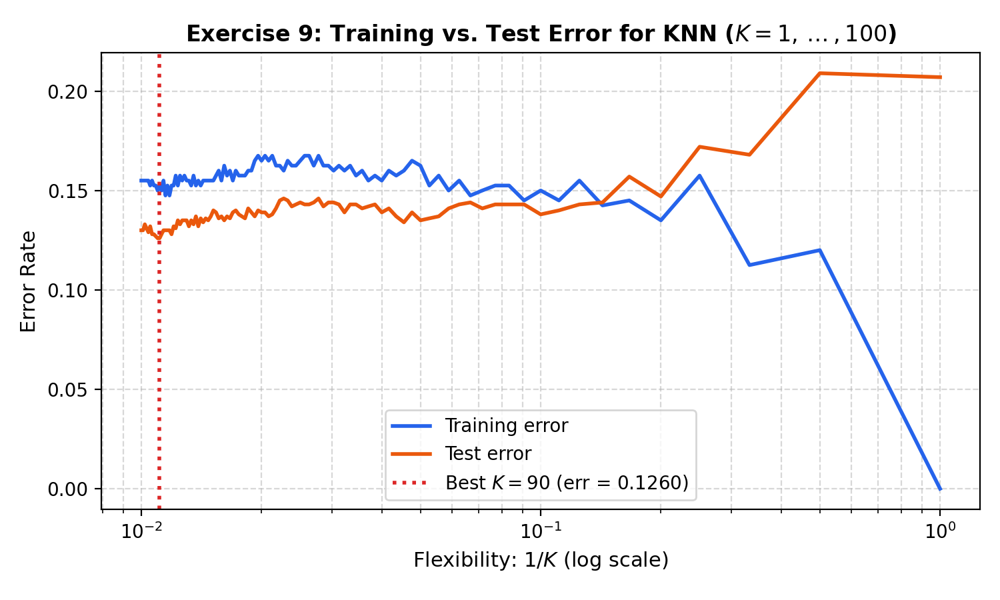 Exercise 9: Training vs. Test Error for KNN (K = 1, … , 100)
0.20
0.15
0.10
0.05
0.00
Error Rate
Training error
Test error
Best K = 90 (err = 0.1260)
10⁻² 10⁻¹ 10⁰
Flexibility: 1/K (log scale)